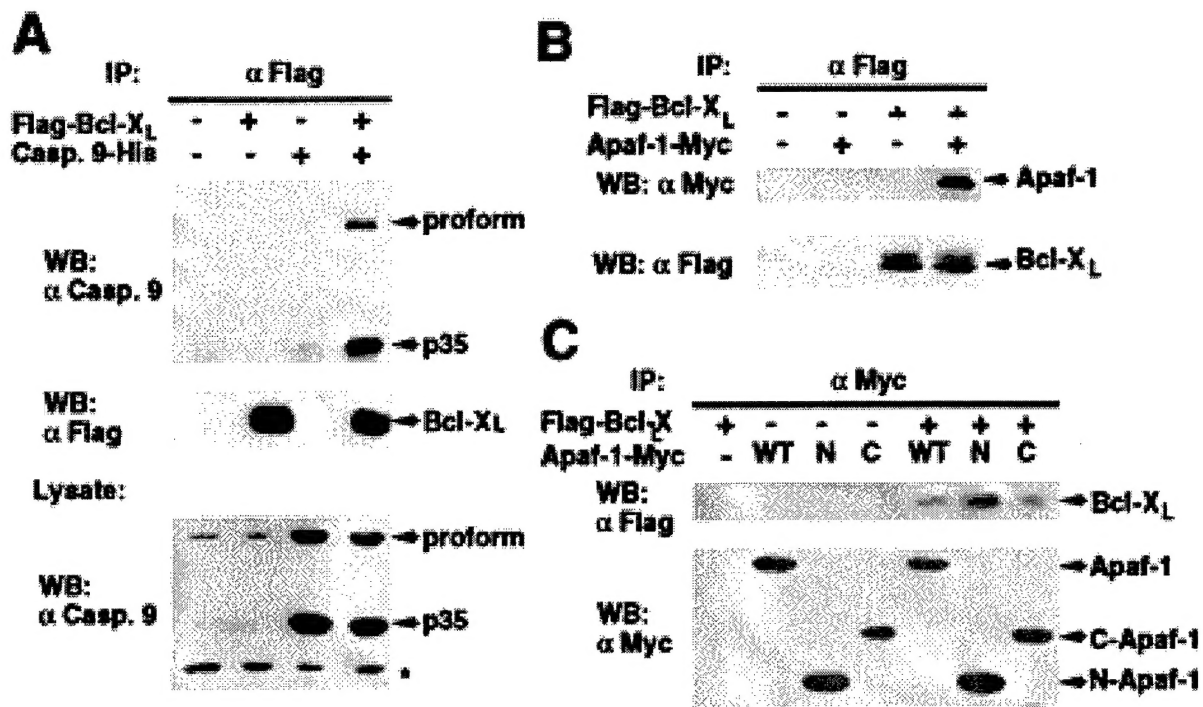 A
IP: α Flag
Flag-Bcl-XL - + - +
Casp. 9-His - - + +
WB:
α Casp. 9
proform
p35
WB:
α Flag
Bcl-XL
Lysate:
WB:
α Casp. 9
proform
p35
*
B
IP: α Flag
Flag-Bcl-XL - - + +
Apaf-1-Myc - + - +
WB: α Myc
Apaf-1
WB: α Flag
Bcl-XL
C
IP: α Myc
Flag-Bcl-XL + - - - + + +
Apaf-1-Myc - WT N C WT N C
WB:
α Flag
Bcl-XL
WB:
α Myc
Apaf-1
C-Apaf-1
N-Apaf-1